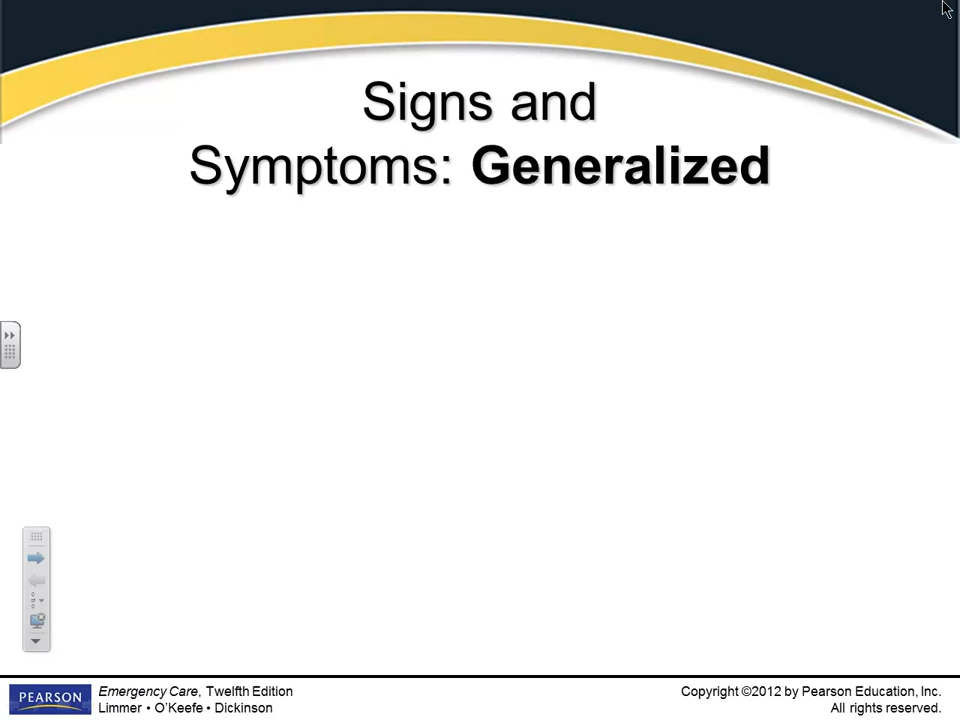 Signs and
Symptoms: Generalized
PEARSON
Emergency Care, Twelfth Edition
Limmer • O’Keefe • Dickinson
Copyright ©2012 by Pearson Education, Inc.
All rights reserved.